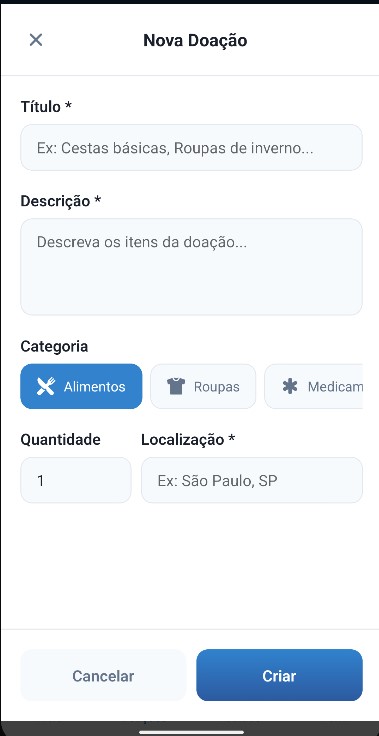 Nova Doação
Título *
Ex: Cestas básicas, Roupas de inverno...
Descrição *
Descreva os itens da doação...
Categoria
Alimentos Roupas Medicam
Quantidade Localização *
1 Ex: São Paulo, SP
Cancelar Criar